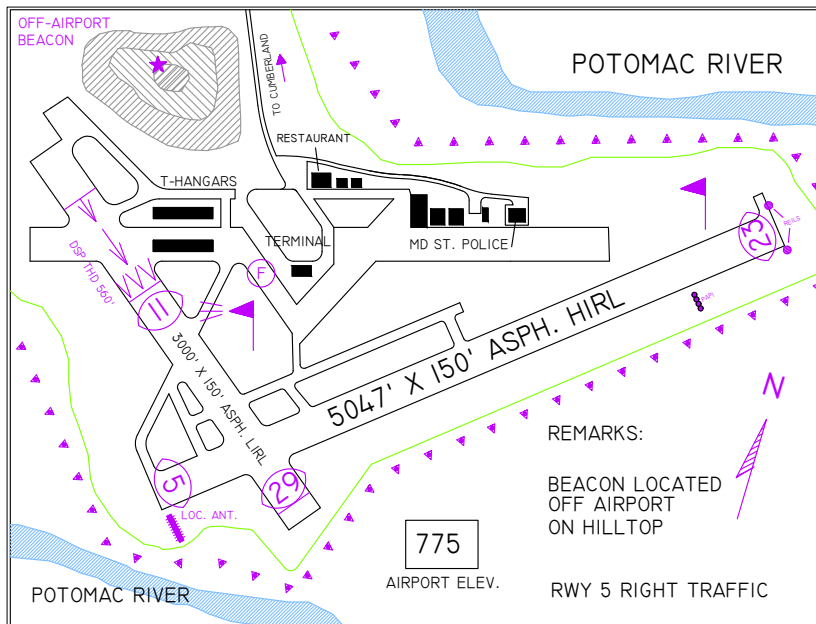 OFF-AIRPORT
BEACON
TO CUMBERLAND
POTOMAC RIVER
RESTAURANT
T-HANGARS
TERMINAL
MD ST. POLICE
REILS
23
DSP THD 560'
F
11
PAPI
3000' X 150' ASPH. LIRL
5047' X 150' ASPH. HIRL
N
5
29
LOC. ANT.
REMARKS:
BEACON LOCATED
OFF AIRPORT
ON HILLTOP
775
AIRPORT ELEV.
RWY 5 RIGHT TRAFFIC
POTOMAC RIVER